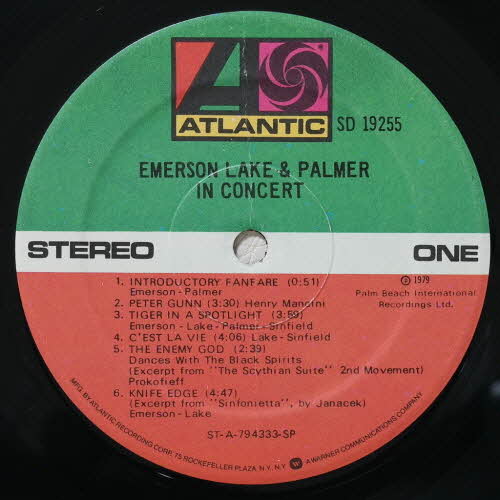 ATLANTIC
SD 19255
EMERSON LAKE & PALMER
IN CONCERT
STEREO
ONE
1. INTRODUCTORY FANFARE (0:51)
Emerson-Palmer
2. PETER GUNN (3:30) Henry Mancini
3. TIGER IN A SPOTLIGHT (3:59)
Emerson-Lake-Palmer-Sinfield
4. C'EST LA VIE (4:06) Lake-Sinfield
5. THE ENEMY GOD (2:39)
Dances With The Black Spirits
(Excerpt from "The Scythian Suite" 2nd Movement)
Prokofieff
6. KNIFE EDGE (4:47)
(Excerpt from "Sinfonietta", by Janacek)
Emerson-Lake
℗ 1979
Palm Beach International
Recordings Ltd.
ST-A-794333-SP
MFG. BY ATLANTIC RECORDING CORP. 75 ROCKEFELLER PLAZA, N.Y. N.Y. A WARNER COMMUNICATIONS COMPANY